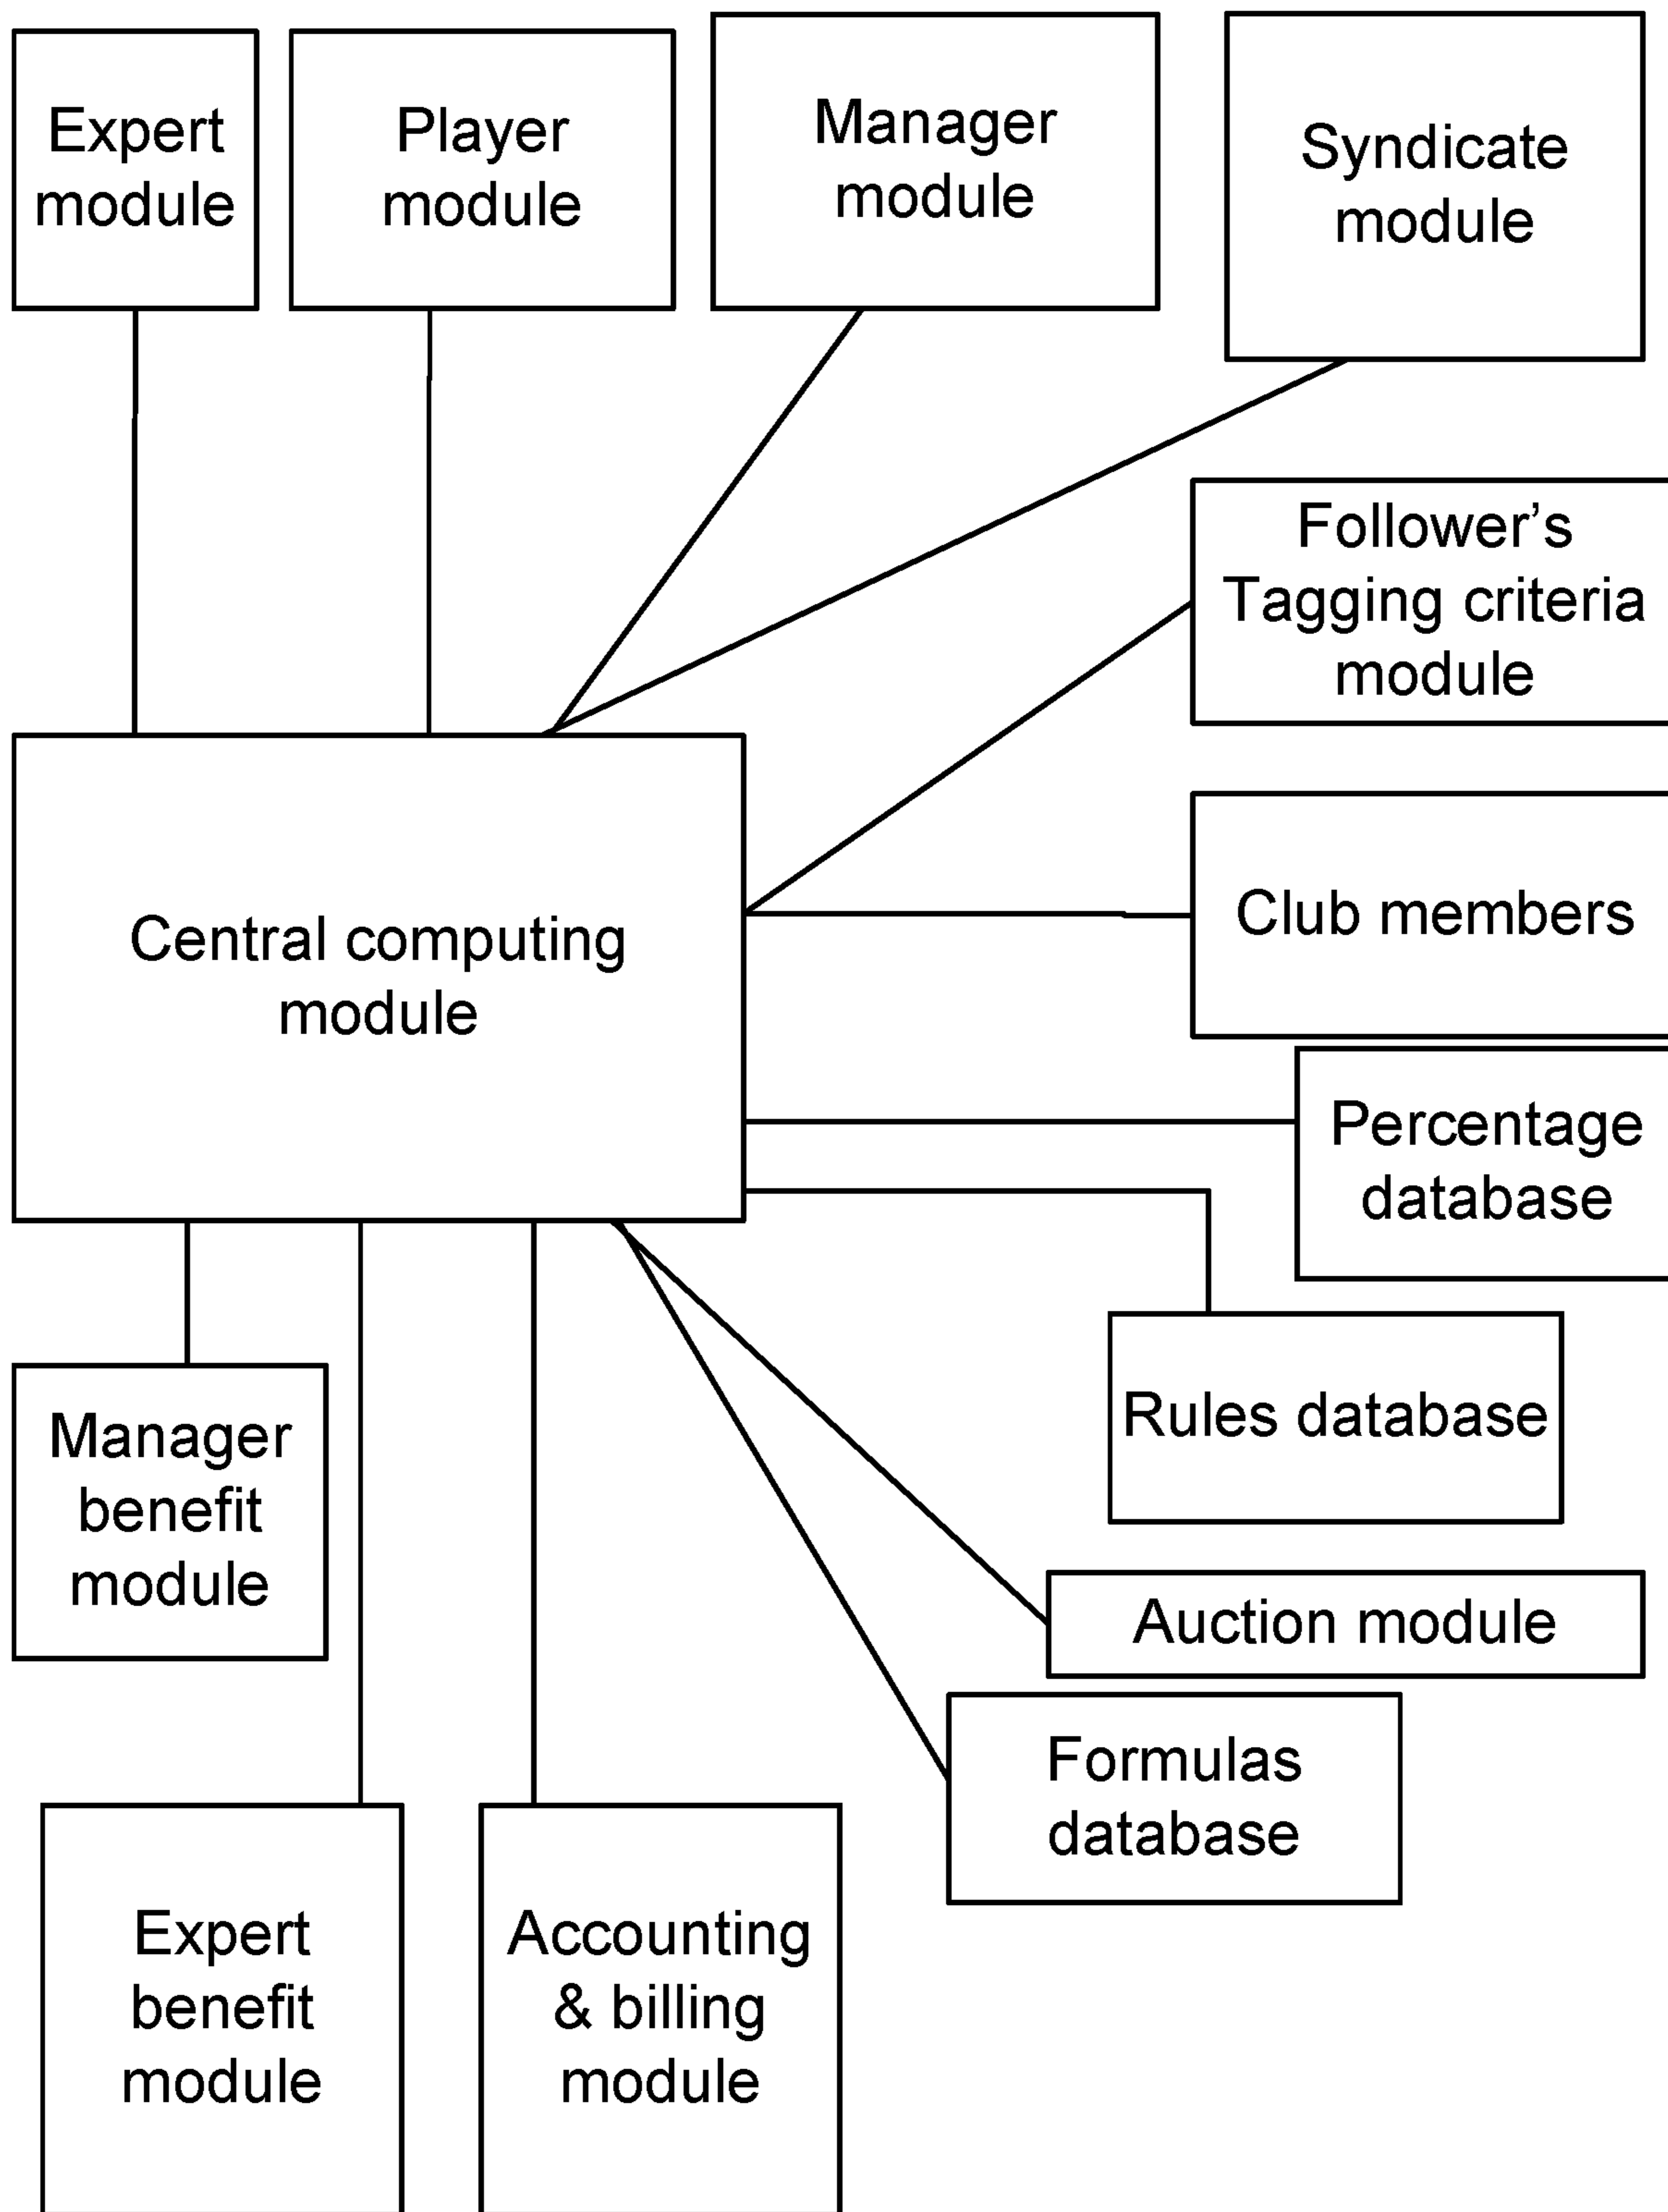 Expert
module
Player
module
Manager
module
Syndicate
module
Follower’s
Tagging criteria
module
Central computing
module
Club members
Percentage
database
Rules database
Manager
benefit
module
Auction module
Formulas
database
Expert
benefit
module
Accounting
& billing
module